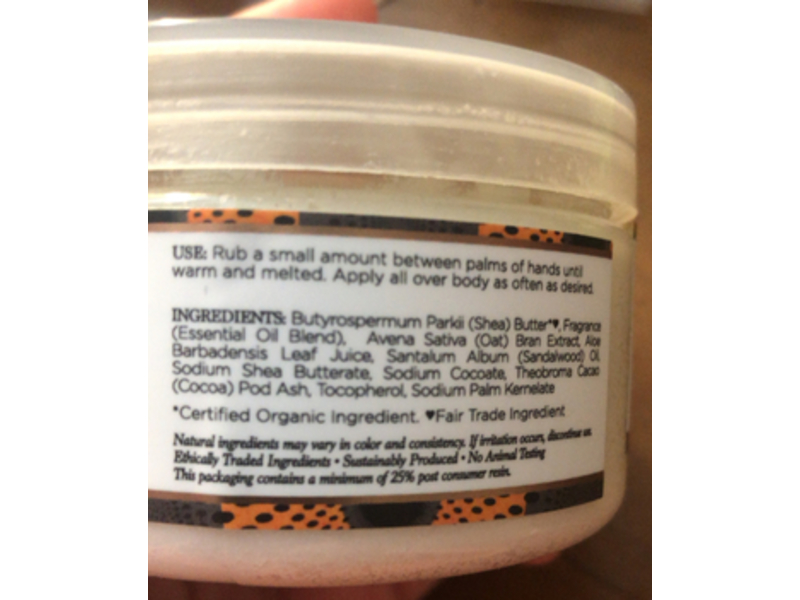 USE: Rub a small amount between palms of hands until
warm and melted. Apply all over body as often as desired.
INGREDIENTS: Butyrospermum Parkii (Shea) Butter*♥, Fragrance
(Essential Oil Blend), Avena Sativa (Oat) Bran Extract, Aloe
Barbadensis Leaf Juice, Santalum Album (Sandalwood) Oil,
Sodium Shea Butterate, Sodium Cocoate, Theobroma Cacao
(Cocoa) Pod Ash, Tocopherol, Sodium Palm Kernelate
*Certified Organic Ingredient. ♥Fair Trade Ingredient
Natural ingredients may vary in color and consistency. If irritation occurs, discontinue use.
Ethically Traded Ingredients • Sustainably Produced • No Animal Testing
This packaging contains a minimum of 25% post consumer resin.